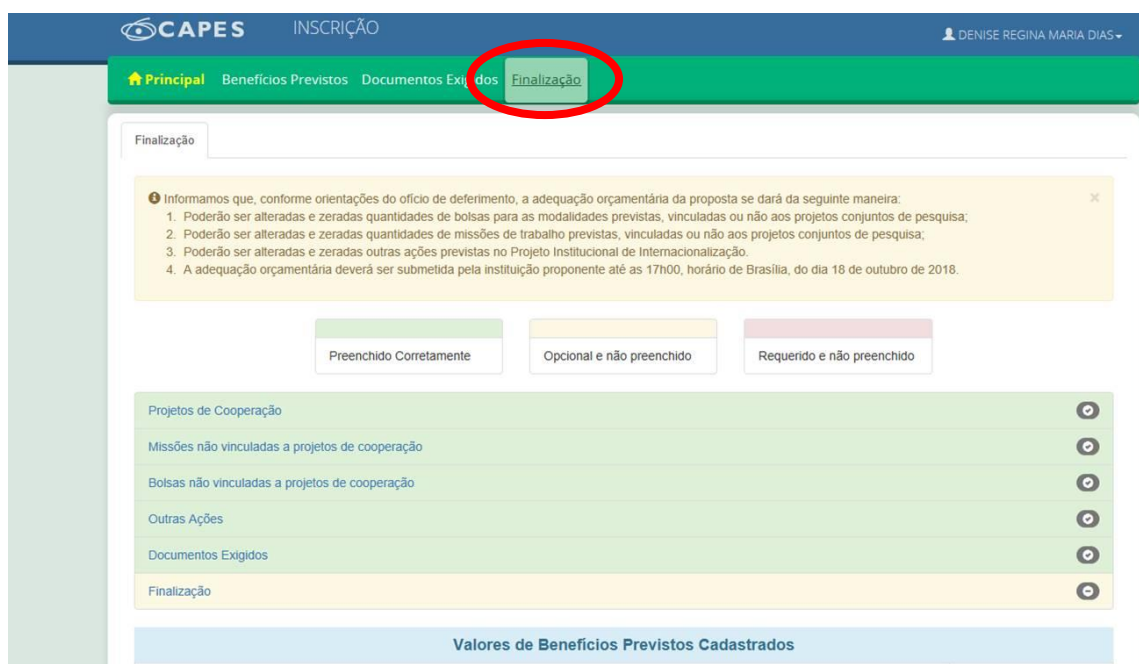 CAPES INSCRIÇÃO DENISE REGINA MARIA DIAS
Principal Benefícios Previstos Documentos Exigidos Finalização
Finalização
Informamos que, conforme orientações do ofício de deferimento, a adequação orçamentária da proposta se dará da seguinte maneira:
1. Poderão ser alteradas e zeradas quantidades de bolsas para as modalidades previstas, vinculadas ou não aos projetos conjuntos de pesquisa;
2. Poderão ser alteradas e zeradas quantidades de missões de trabalho previstas, vinculadas ou não aos projetos conjuntos de pesquisa;
3. Poderão ser alteradas e zeradas outras ações previstas no Projeto Institucional de Internacionalização.
4. A adequação orçamentária deverá ser submetida pela instituição proponente até as 17h00, horário de Brasília, do dia 18 de outubro de 2018.
Preenchido Corretamente Opcional e não preenchido Requerido e não preenchido
Projetos de Cooperação
Missões não vinculadas a projetos de cooperação
Bolsas não vinculadas a projetos de cooperação
Outras Ações
Documentos Exigidos
Finalização
Valores de Benefícios Previstos Cadastrados